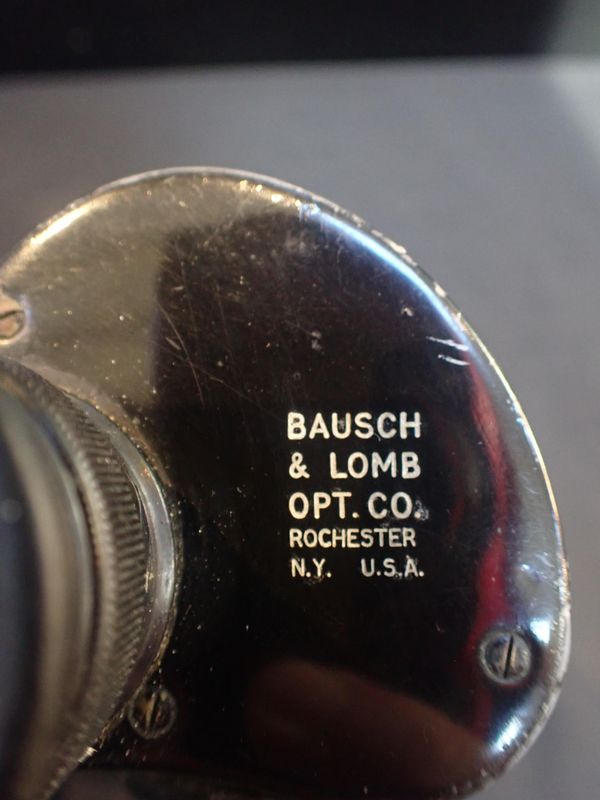 BAUSCH
& LOMB
OPT. CO.
ROCHESTER
N.Y. U.S.A.